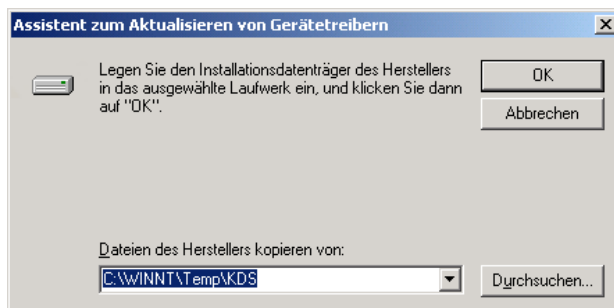 Assistent zum Aktualisieren von Gerätetreibern
Legen Sie den Installationsdatenträger des Herstellers
in das ausgewählte Laufwerk ein, und klicken Sie dann
auf "OK".
OK
Abbrechen
Dateien des Herstellers kopieren von:
C:\WINNT\Temp\KDS
Durchsuchen...